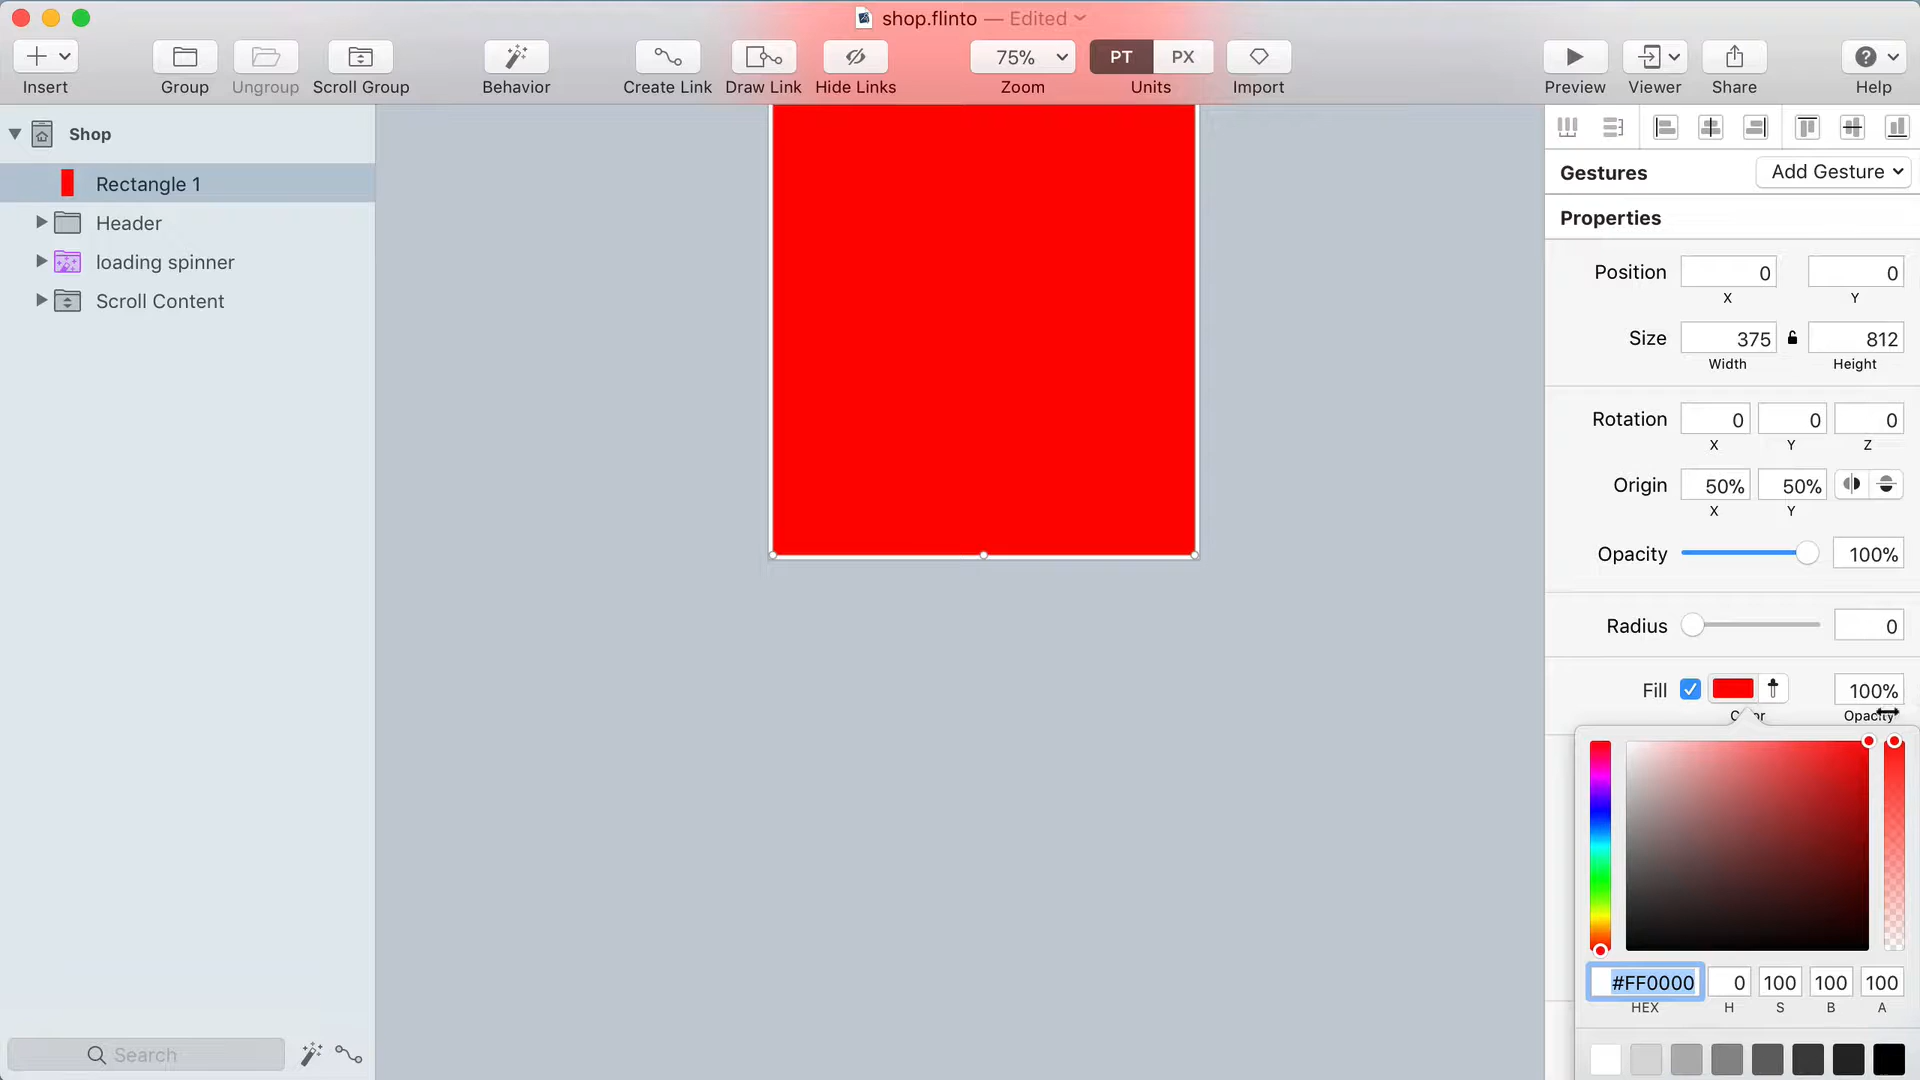 shop.flinto — Edited
75%
PT
PX
Insert
Group
Ungroup
Scroll Group
Behavior
Create Link
Draw Link
Hide Links
Zoom
Units
Import
Preview
Viewer
Share
Help
Shop
Rectangle 1
Header
loading spinner
Scroll Content
Search
Gestures
Add Gesture
Properties
Position
0
0
X
Y
Size
375
812
Width
Height
Rotation
0
0
0
X
Y
Z
Origin
50%
50%
X
Y
Opacity
100%
Radius
0
Fill
100%
Color
Opacity
#FF0000
0
100
100
100
HEX
H
S
B
A